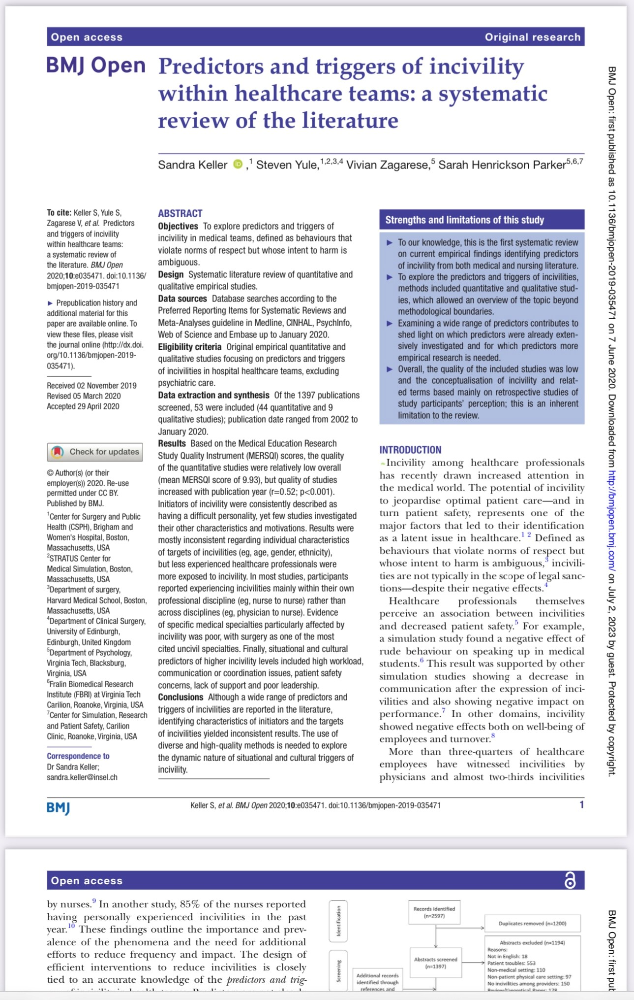 Open access
Original research
BMJ Open
Predictors and triggers of incivility
within healthcare teams: a systematic
review of the literature
Sandra Keller iD ,1 Steven Yule,1,2,3,4 Vivian Zagarese,5 Sarah Henrickson Parker5,6,7
To cite: Keller S, Yule S,
Zagarese V, et al. Predictors
and triggers of incivility
within healthcare teams:
a systematic review of
the literature. BMJ Open
2020;10:e035471. doi:10.1136/
bmjopen-2019-035471
► Prepublication history and
additional material for this
paper are available online. To
view these files, please visit
the journal online (http://dx.doi.
org/10.1136/bmjopen-2019-
035471).
Received 02 November 2019
Revised 05 March 2020
Accepted 29 April 2020
Check for updates
© Author(s) (or their
employer(s)) 2020. Re-use
permitted under CC BY.
Published by BMJ.
1Center for Surgery and Public
Health (CSPH), Brigham and
Women's Hospital, Boston,
Massachusetts, USA
2STRATUS Center for
Medical Simulation, Boston,
Massachusetts, USA
3Department of surgery,
Harvard Medical School, Boston,
Massachusetts, USA
4Department of Clinical Surgery,
University of Edinburgh,
Edinburgh, United Kingdom
5Department of Psychology,
Virginia Tech, Blacksburg,
Virginia, USA
6Fralin Biomedical Research
Institute (FBRI) at Virginia Tech
Carilion, Roanoke, Virginia, USA
7Center for Simulation, Research
and Patient Safety, Carilion
Clinic, Roanoke, Virginia, USA
Correspondence to
Dr Sandra Keller;
sandra.keller@insel.ch
ABSTRACT
Objectives To explore predictors and triggers of
incivility in medical teams, defined as behaviours that
violate norms of respect but whose intent to harm is
ambiguous.
Design Systematic literature review of quantitative and
qualitative empirical studies.
Data sources Database searches according to the
Preferred Reporting Items for Systematic Reviews and
Meta-Analyses guideline in Medline, CINHAL, PsychInfo,
Web of Science and Embase up to January 2020.
Eligibility criteria Original empirical quantitative and
qualitative studies focusing on predictors and triggers
of incivilities in hospital healthcare teams, excluding
psychiatric care.
Data extraction and synthesis Of the 1397 publications
screened, 53 were included (44 quantitative and 9
qualitative studies); publication date ranged from 2002 to
January 2020.
Results Based on the Medical Education Research
Study Quality Instrument (MERSQI) scores, the quality
of the quantitative studies were relatively low overall
(mean MERSQI score of 9.93), but quality of studies
increased with publication year (r=0.52; p<0.001).
Initiators of incivility were consistently described as
having a difficult personality, yet few studies investigated
their other characteristics and motivations. Results were
mostly inconsistent regarding individual characteristics
of targets of incivilities (eg, age, gender, ethnicity),
but less experienced healthcare professionals were
more exposed to incivility. In most studies, participants
reported experiencing incivilities mainly within their own
professional discipline (eg, nurse to nurse) rather than
across disciplines (eg, physician to nurse). Evidence
of specific medical specialties particularly affected by
incivility was poor, with surgery as one of the most
cited uncivil specialties. Finally, situational and cultural
predictors of higher incivility levels included high workload,
communication or coordination issues, patient safety
concerns, lack of support and poor leadership.
Conclusions Although a wide range of predictors and
triggers of incivilities are reported in the literature,
identifying characteristics of initiators and the targets
of incivilities yielded inconsistent results. The use of
diverse and high-quality methods is needed to explore
the dynamic nature of situational and cultural triggers of
incivility.
Strengths and limitations of this study
► To our knowledge, this is the first systematic review
on current empirical findings identifying predictors
of incivility from both medical and nursing literature.
► To explore the predictors and triggers of incivilities,
methods included quantitative and qualitative stud-
ies, which allowed an overview of the topic beyond
methodological boundaries.
► Examining a wide range of predictors contributes to
shed light on which predictors were already exten-
sively investigated and for which predictors more
empirical research is needed.
► Overall, the quality of the included studies was low
and the conceptualisation of incivility and relat-
ed terms based mainly on retrospective studies of
study participants' perception; this is an inherent
limitation to the review.
INTRODUCTION
Incivility among healthcare professionals
has recently drawn increased attention in
the medical world. The potential of incivility
to jeopardise optimal patient care—and in
turn patient safety, represents one of the
major factors that led to their identification
as a latent issue in healthcare.1 2 Defined as
behaviours that violate norms of respect but
whose intent to harm is ambiguous,3 incivili-
ties are not typically in the scope of legal sanc-
tions—despite their negative effects.4
Healthcare professionals themselves
perceive an association between incivilities
and decreased patient safety.5 For example,
a simulation study found a negative effect of
rude behaviour on speaking up in medical
students.6 This result was supported by other
simulation studies showing a decrease in
communication after the expression of inci-
vilities and also showing negative impact on
performance.7 In other domains, incivility
showed negative effects both on well-being of
employees and turnover.8
More than three-quarters of healthcare
employees have witnessed incivilities by
physicians and almost two-thirds incivilities
BMJ
Keller S, et al. BMJ Open 2020;10:e035471. doi:10.1136/bmjopen-2019-035471
1
BMJ Open: first published as 10.1136/bmjopen-2019-035471 on 7 June 2020. Downloaded from http://bmjopen.bmj.com/ on July 2, 2023 by guest. Protected by copyright.
Open access
by nurses.9 In another study, 85% of the nurses reported
having personally experienced incivilities in the past
year.10 These findings outline the importance and prev-
alence of the phenomena and the need for additional
efforts to reduce frequency and impact. The design of
efficient interventions to reduce incivilities is closely
tied to an accurate knowledge of the predictors and trig-
Identification
Records identified
(n=2597)
Duplicates removed (n=1200)
Screening
Abstracts screened
(n=1397)
Abstracts excluded (n=1194)
Reasons:
Not in English: 18
Patient troubles: 553
Non-medical setting: 110
Non-patient physical care setting: 97
No incivilities among providers: 150
Review/theoretical Paper: 178
Additional records
identified through
references and
BMJ Open: first pub